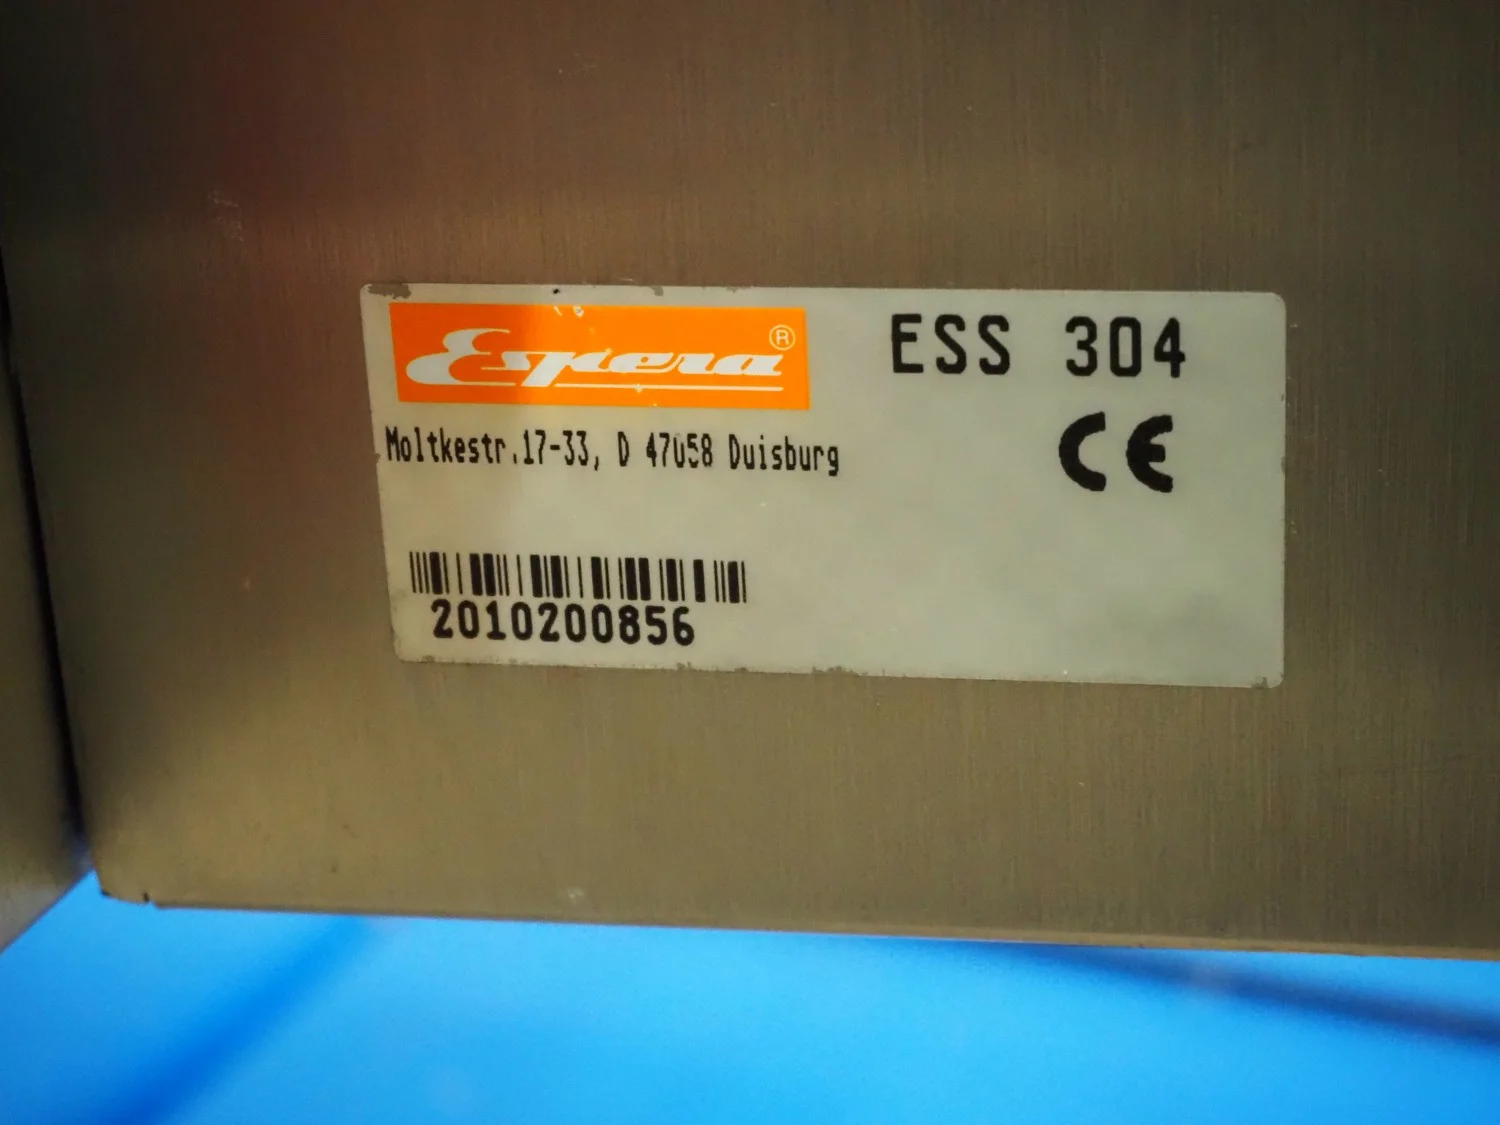 Espera®
ESS 304
Moltkestr.17-33, D 47058 Duisburg
CE
2010200856